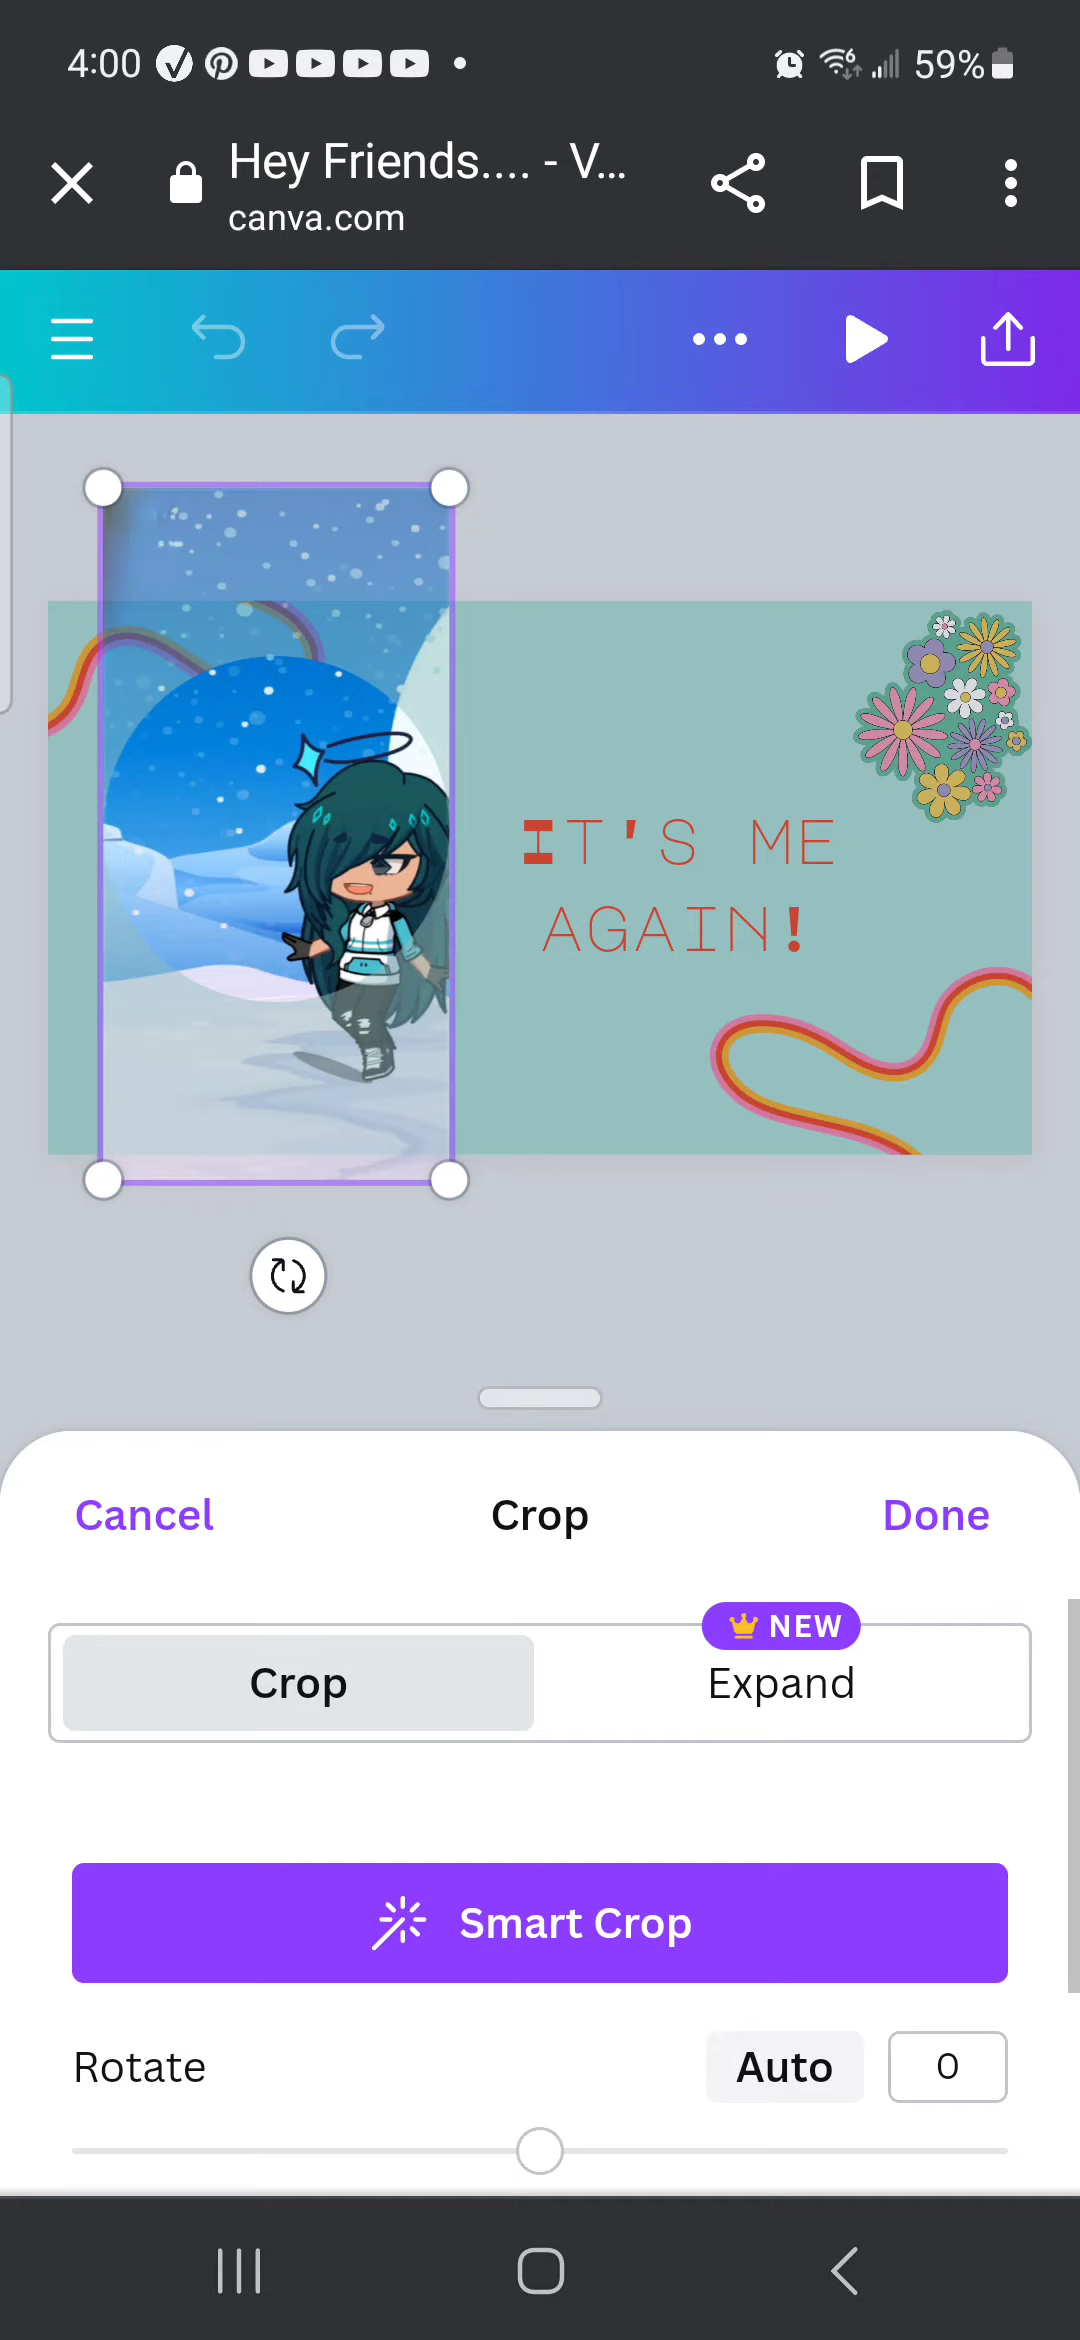 4:00
59%
Hey Friends.... - V...
canva.com
IT'S ME
AGAIN!
Cancel
Crop
Done
NEW
Crop
Expand
Smart Crop
Rotate
Auto
0